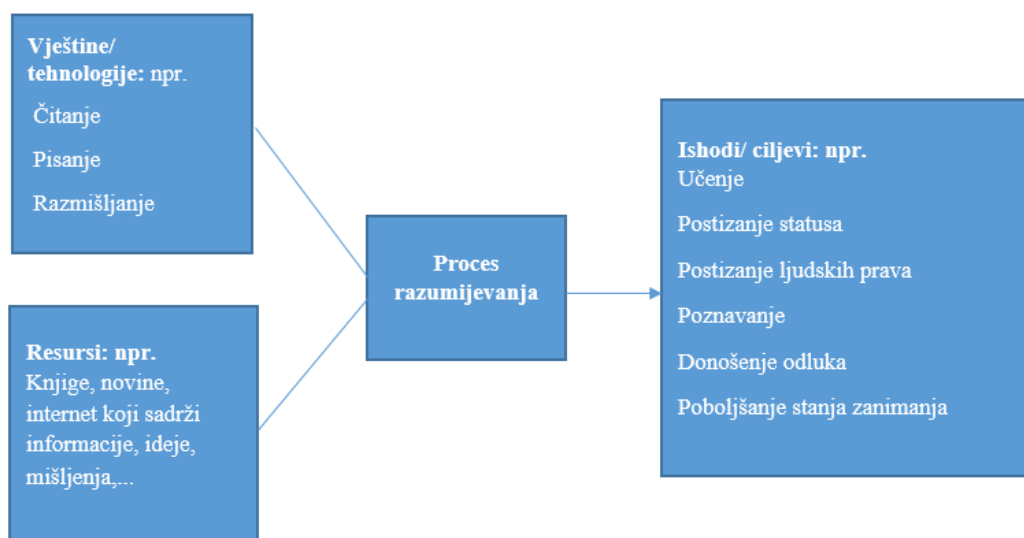 Vještine/
tehnologije: npr.
Čitanje
Pisanje
Razmišljanje
Resursi: npr.
Knjige, novine,
internet koji sadrži
informacije, ideje,
mišljenja,...
Proces
razumijevanja
Ishodi/ ciljevi: npr.
Učenje
Postizanje statusa
Postizanje ljudskih prava
Poznavanje
Donošenje odluka
Poboljšanje stanja zanimanja